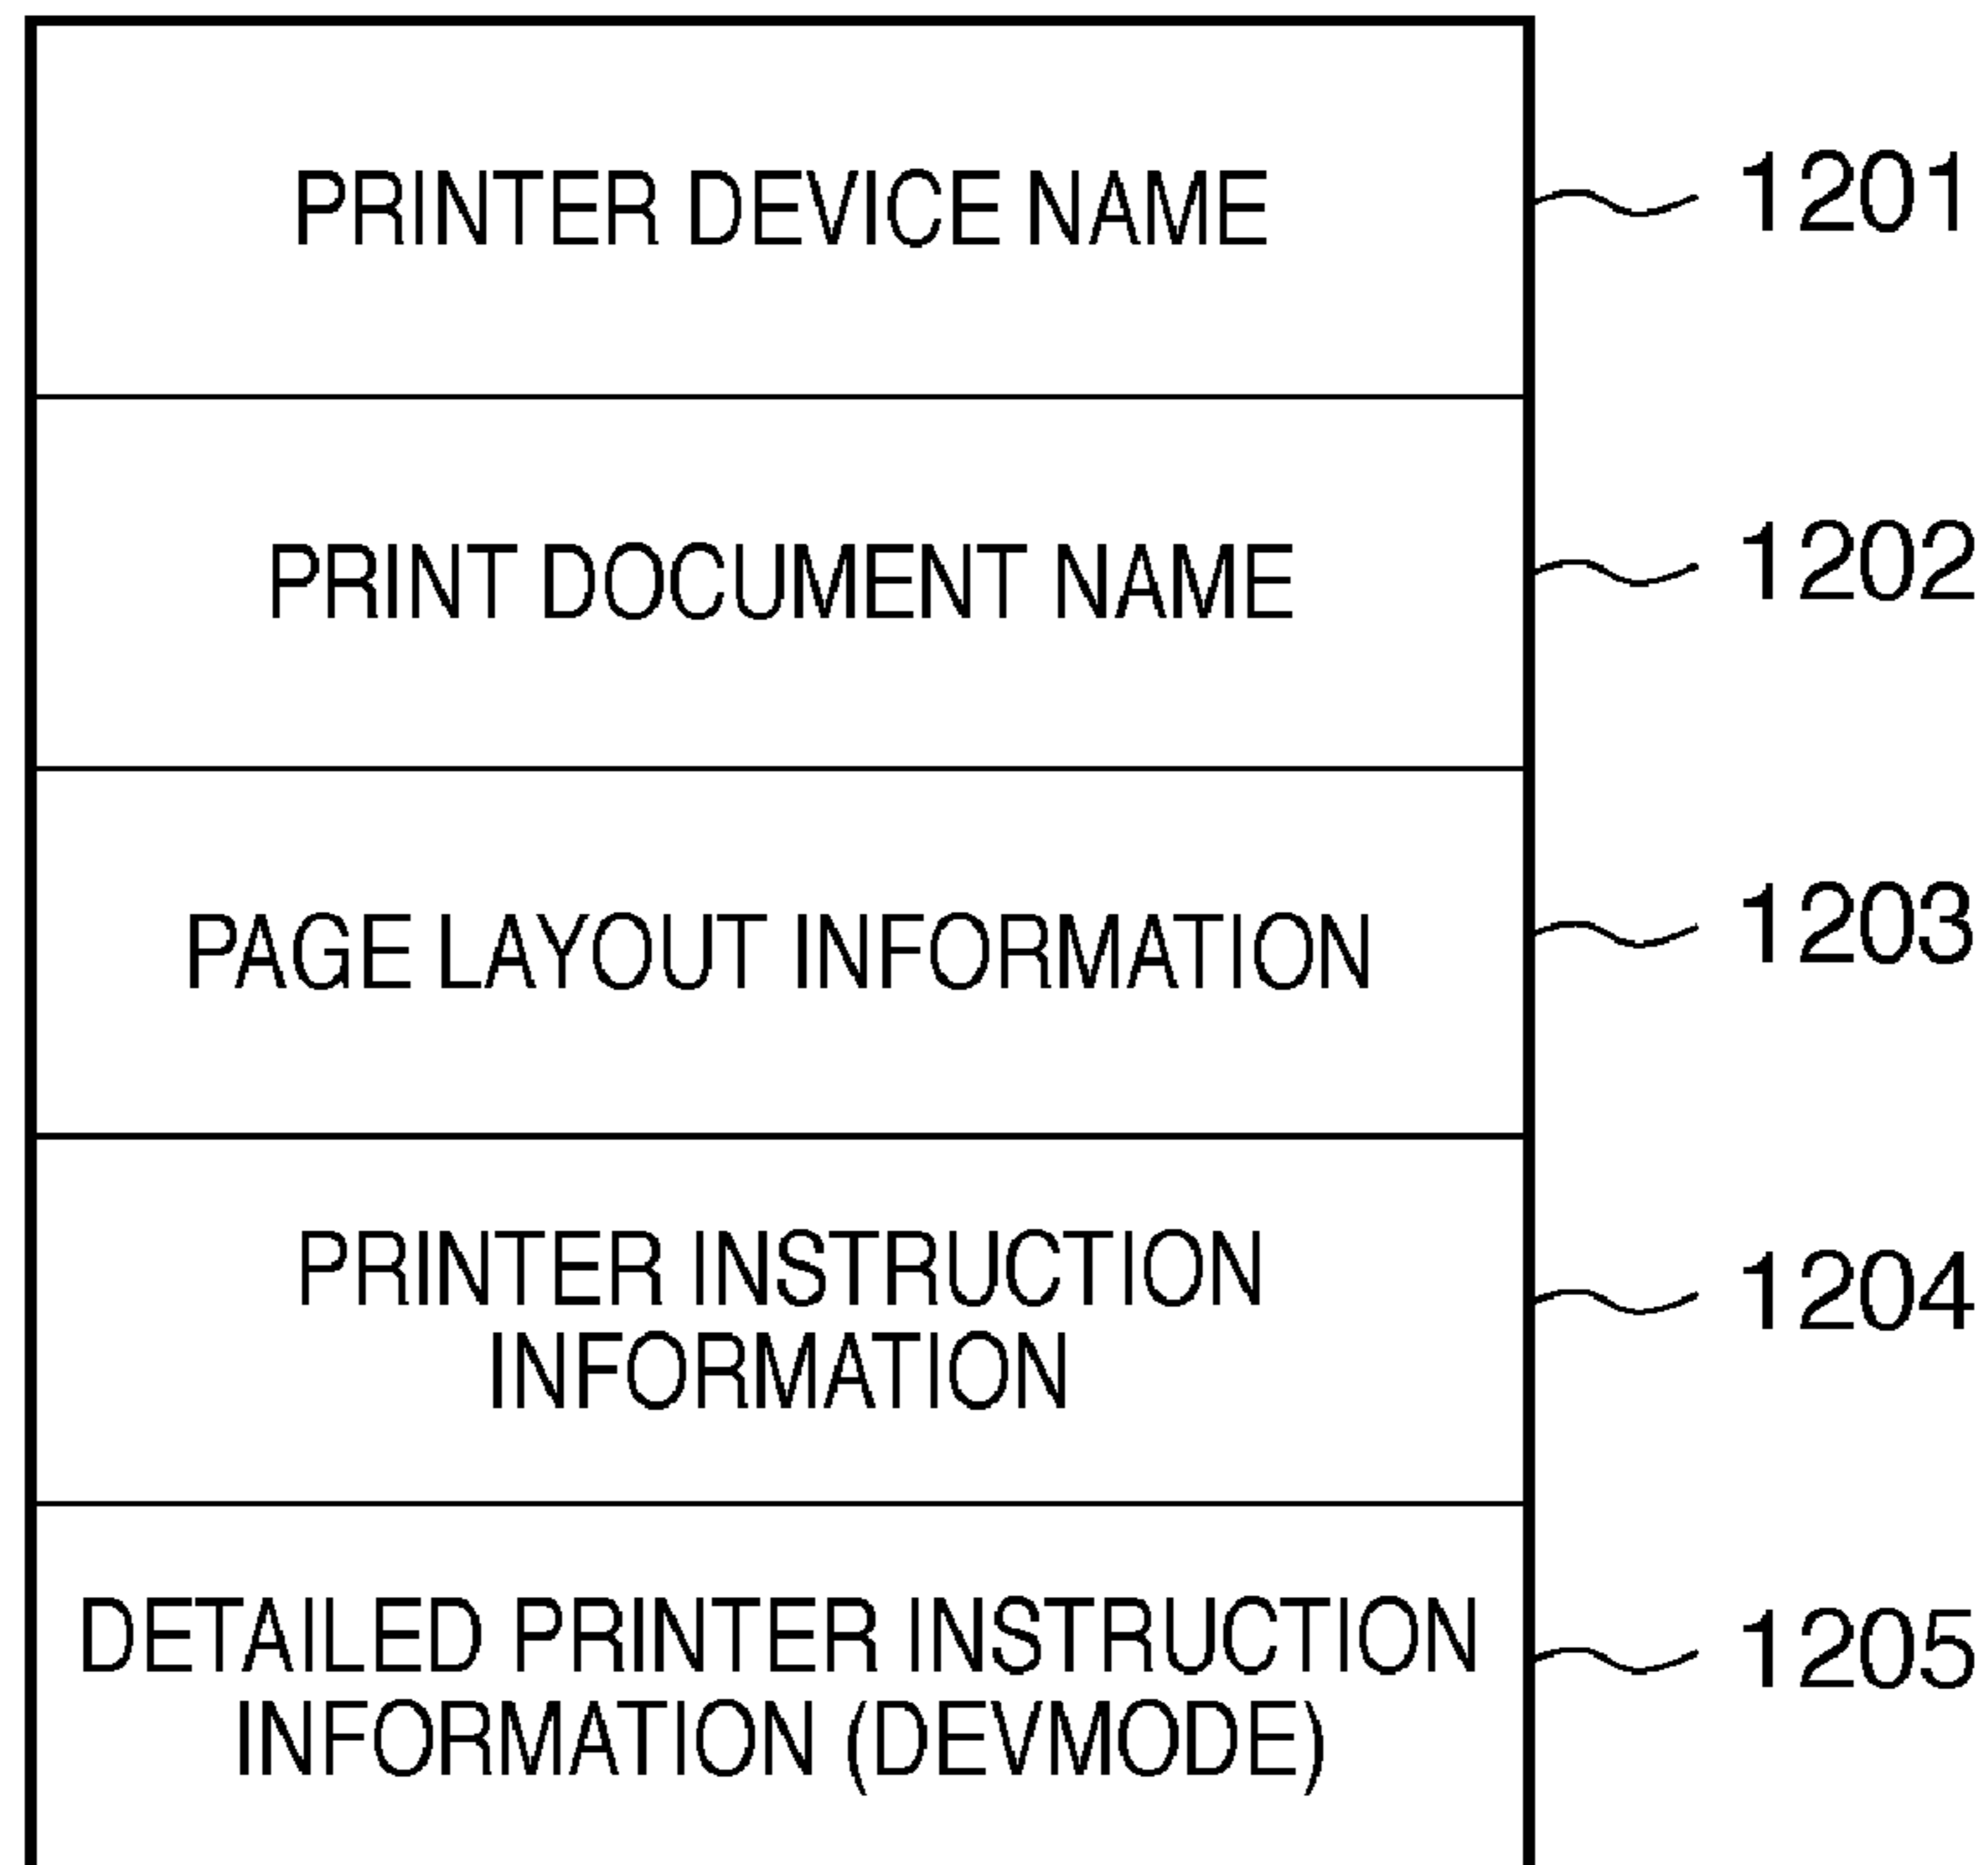 PRINTER DEVICE NAME 1201
PRINT DOCUMENT NAME 1202
PAGE LAYOUT INFORMATION 1203
PRINTER INSTRUCTION
INFORMATION 1204
DETAILED PRINTER INSTRUCTION
INFORMATION (DEVMODE) 1205